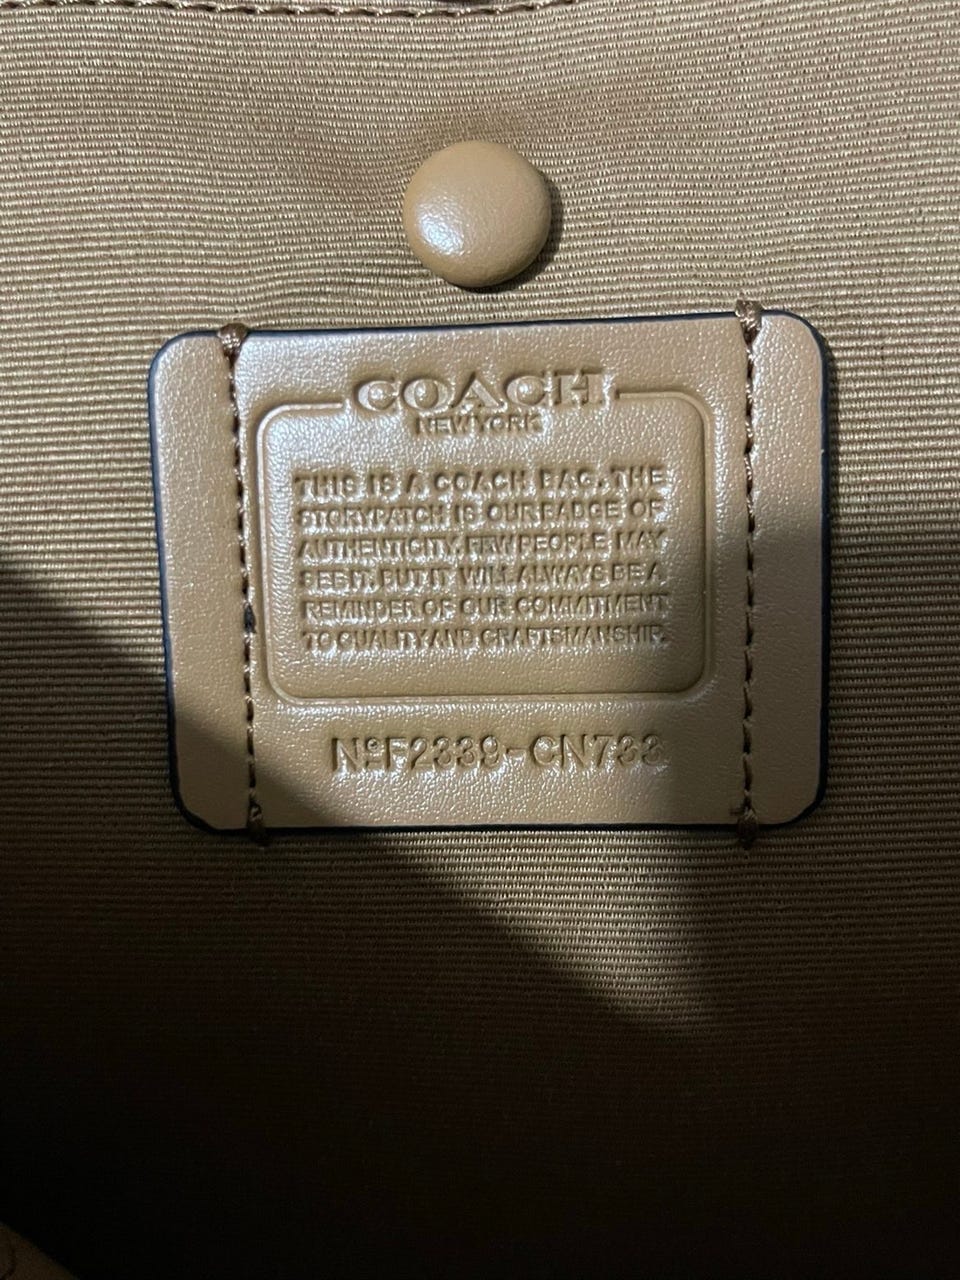 COACH
NEW YORK
THIS IS A COACH BAG. THE
STORYPATCH IS OUR BADGE OF
AUTHENTICITY. FEW PEOPLE MAY
SEE IT. BUT IT WILL ALWAYS BE A
REMINDER OF OUR COMMITMENT
TO QUALITY AND CRAFTSMANSHIP.
NºF2339-CN733